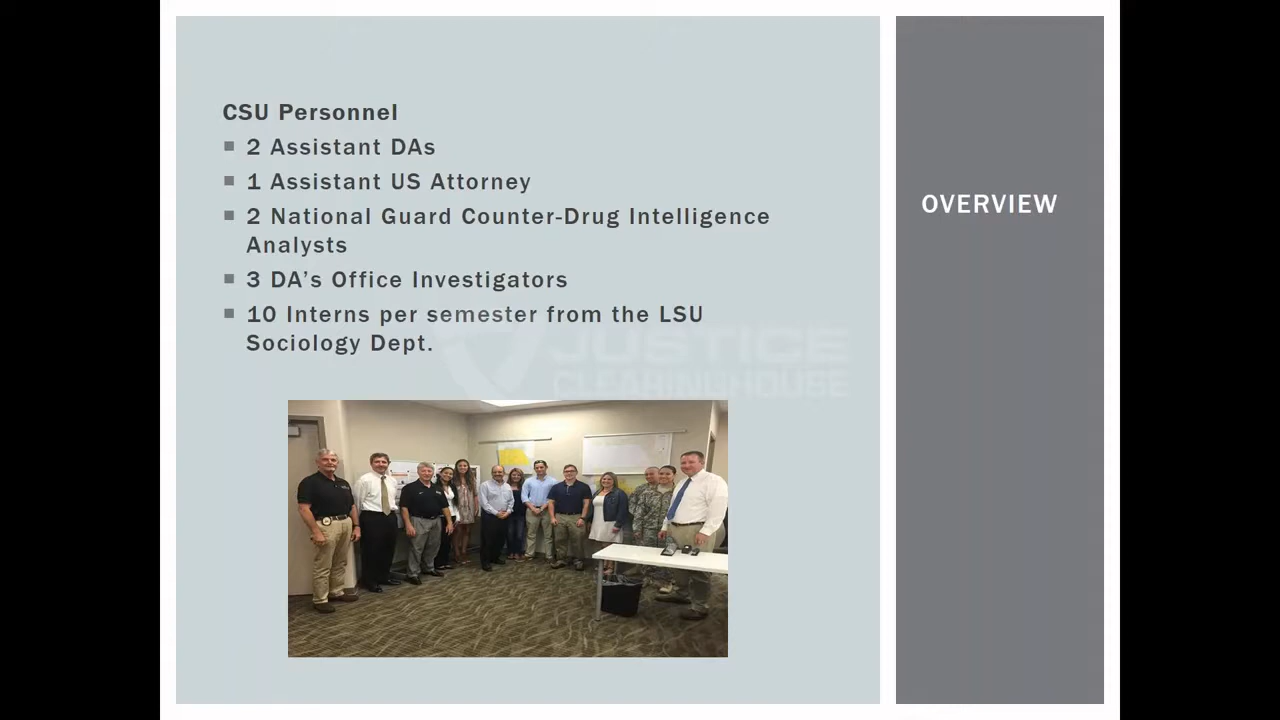 CSU Personnel
▪ 2 Assistant DAs
▪ 1 Assistant US Attorney
▪ 2 National Guard Counter-Drug Intelligence
Analysts
▪ 3 DA’s Office Investigators
▪ 10 Interns per semester from the LSU
Sociology Dept.
JUSTICE
CLEARINGHOUSE
OVERVIEW